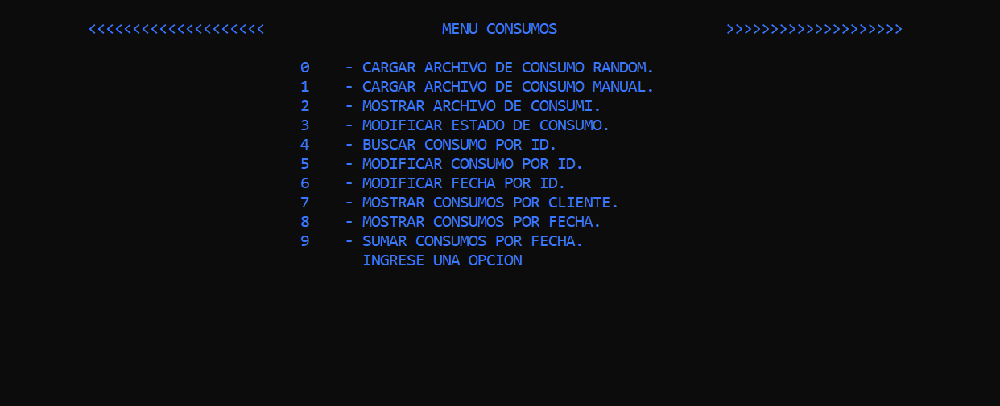 <<<<<<<<<<<<<<<<<<<< MENU CONSUMOS >>>>>>>>>>>>>>>>>>>>
0 - CARGAR ARCHIVO DE CONSUMO RANDOM.
1 - CARGAR ARCHIVO DE CONSUMO MANUAL.
2 - MOSTRAR ARCHIVO DE CONSUMI.
3 - MODIFICAR ESTADO DE CONSUMO.
4 - BUSCAR CONSUMO POR ID.
5 - MODIFICAR CONSUMO POR ID.
6 - MODIFICAR FECHA POR ID.
7 - MOSTRAR CONSUMOS POR CLIENTE.
8 - MOSTRAR CONSUMOS POR FECHA.
9 - SUMAR CONSUMOS POR FECHA.
INGRESE UNA OPCION